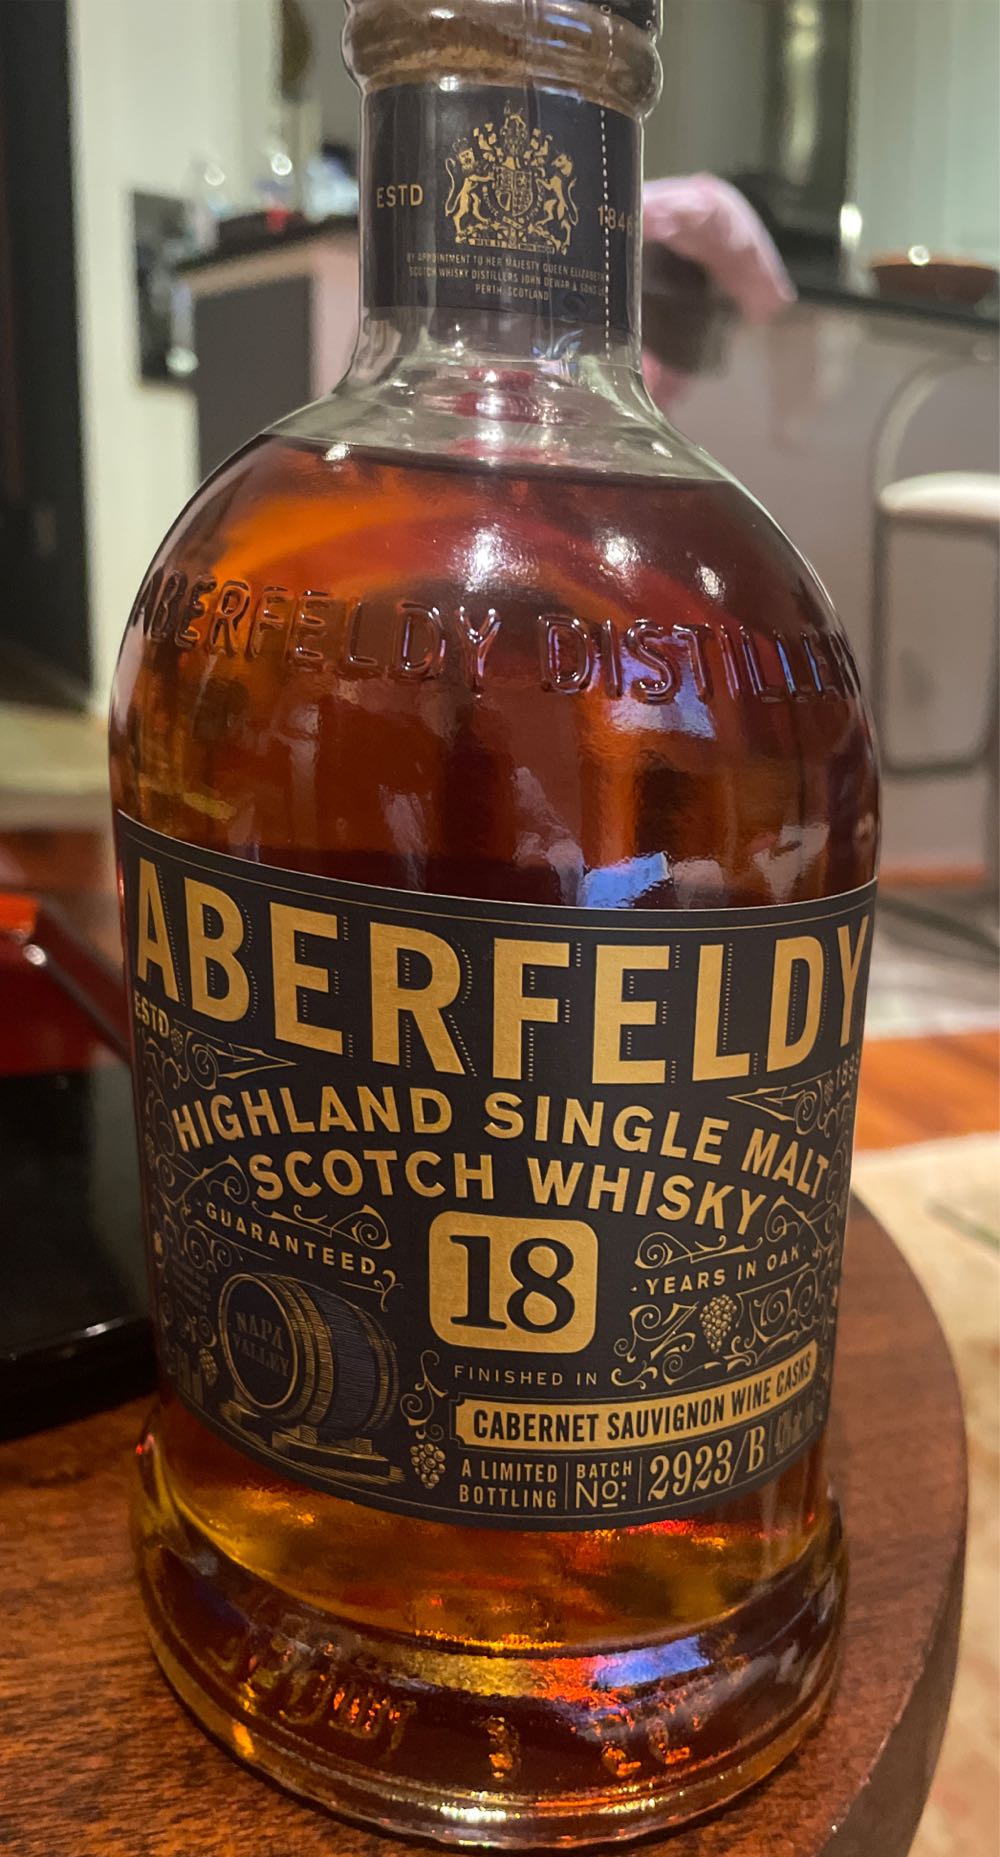 ESTD 1846
BY APPOINTMENT TO HER MAJESTY QUEEN ELIZABETH
SCOTCH WHISKY DISTILLERS JOHN DEWAR & SONS
PERTH-SCOTLAND
ABERFELDY DISTILLE
ABERFELDY
ESTD 189
HIGHLAND SINGLE MALT
SCOTCH WHISKY
GUARANTEED
18
YEARS IN OAK
NAPA
VALLEY
FINISHED IN
CABERNET SAUVIGNON WINE CASKS
A LIMITED
BOTTLING
BATCH
No:
2923/B